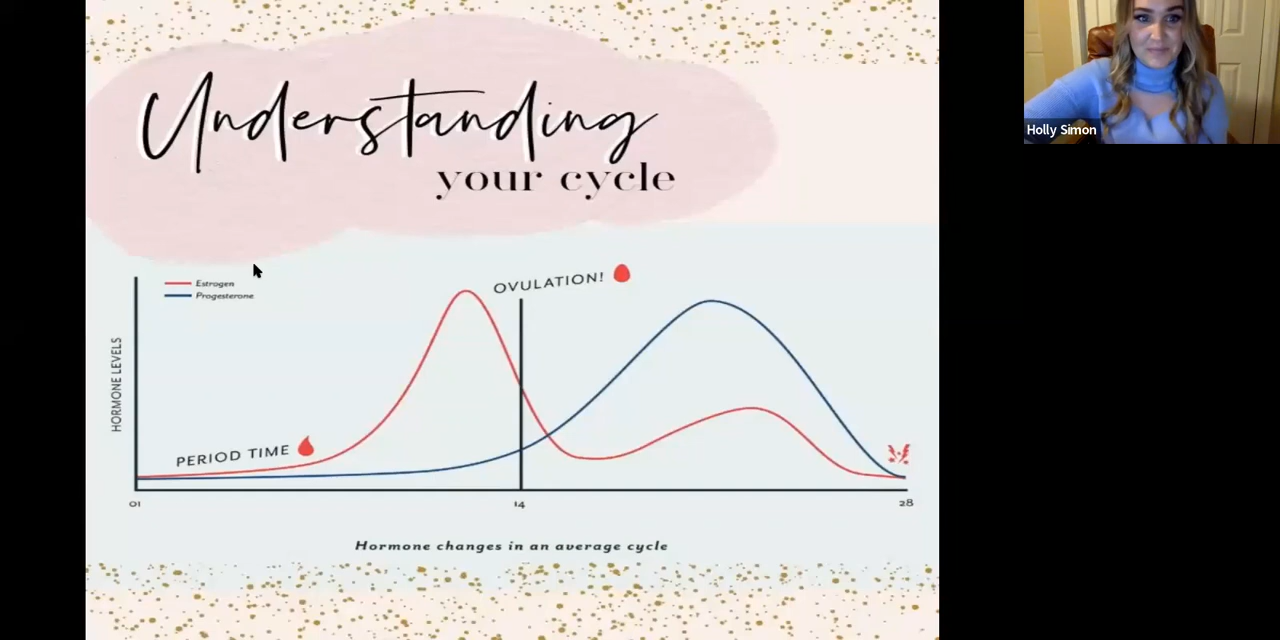 Understanding
your cycle
Holly Simon
Estrogen
Progesterone
OVULATION!
HORMONE LEVELS
PERIOD TIME
01
14
28
Hormone changes in an average cycle